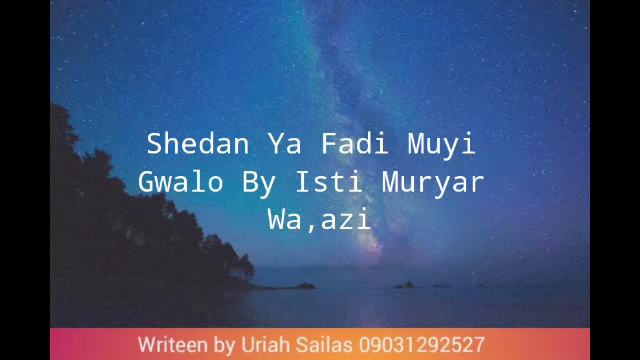 Shedan Ya Fadi Muyi
Gwalo By Isti Muryar
Wa,azi
Writeen by Uriah Sailas 09031292527